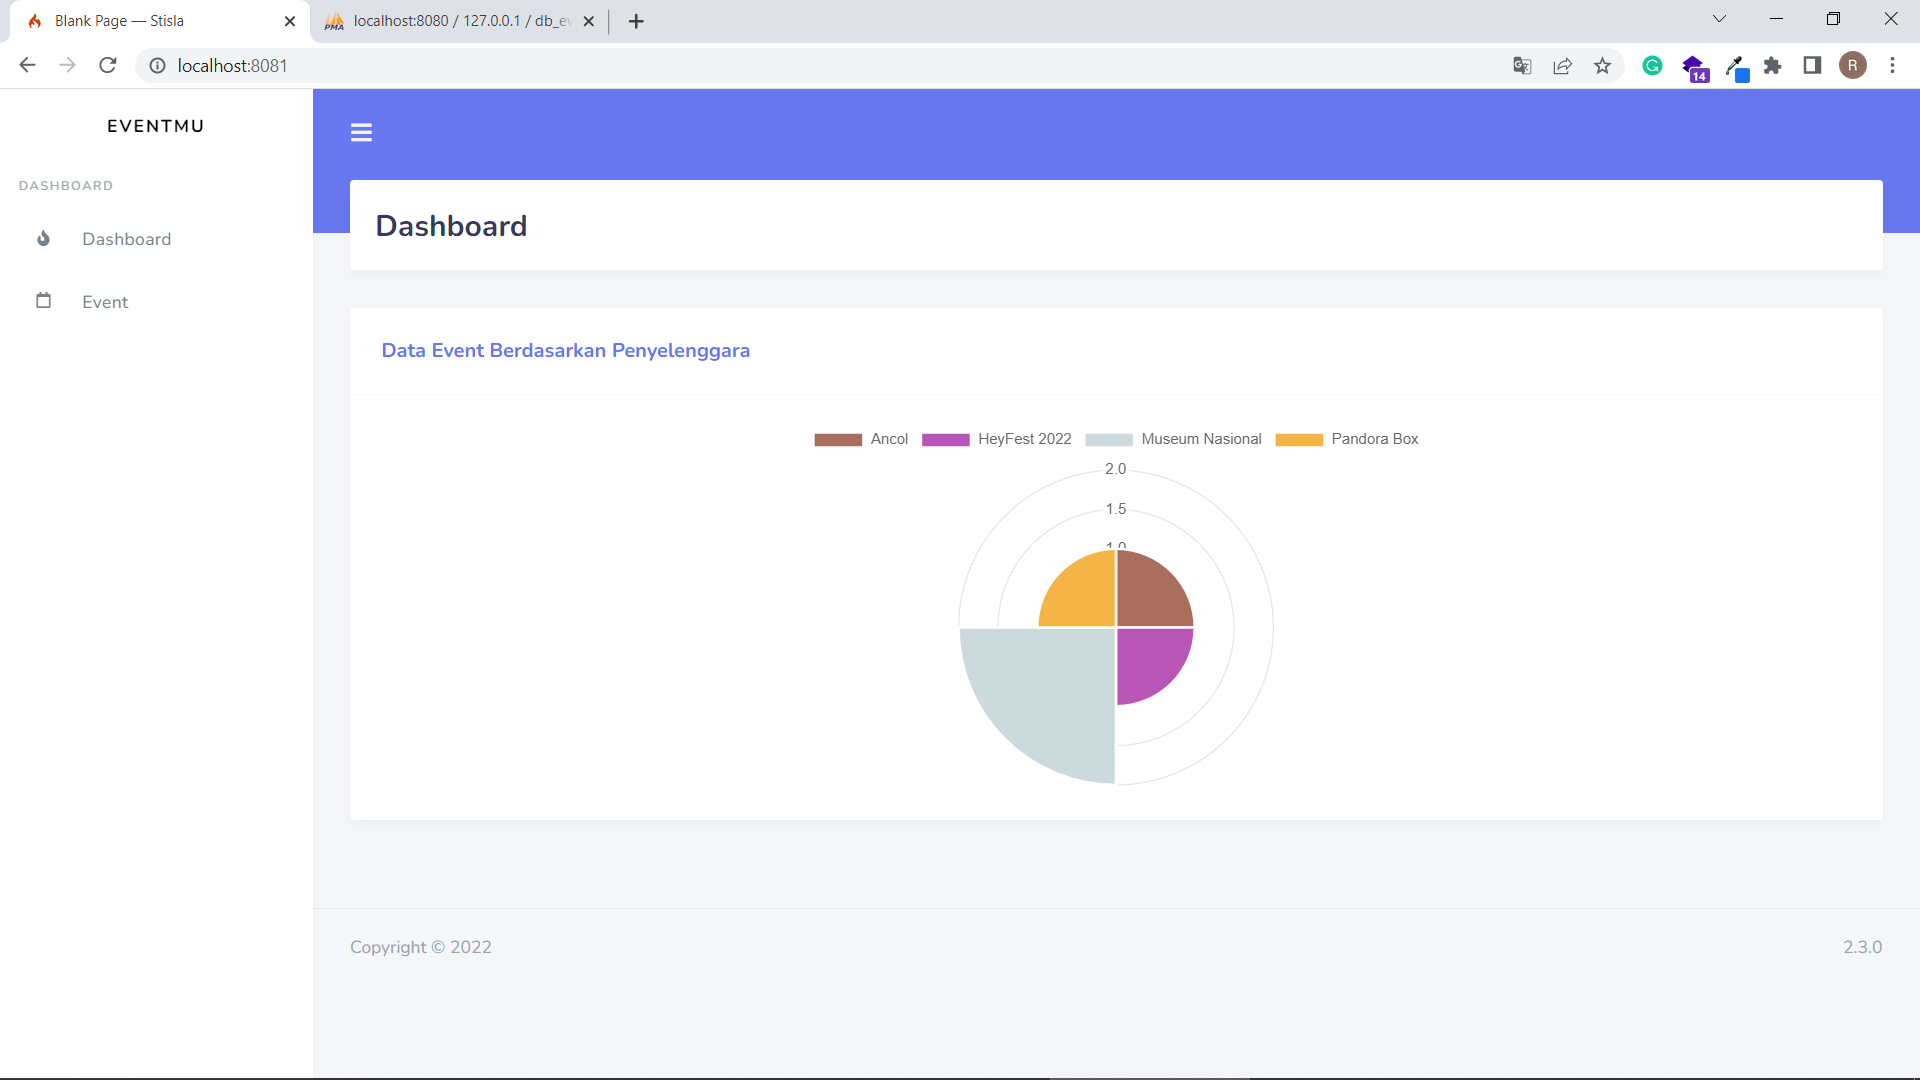 Blank Page — Stisla
localhost:8080 / 127.0.0.1 / db_ev
localhost:8081
14
R
EVENTMU
DASHBOARD
Dashboard
Event
Dashboard
Data Event Berdasarkan Penyelenggara
Ancol HeyFest 2022 Museum Nasional Pandora Box
2.0
1.5
1.0
Copyright © 2022
2.3.0